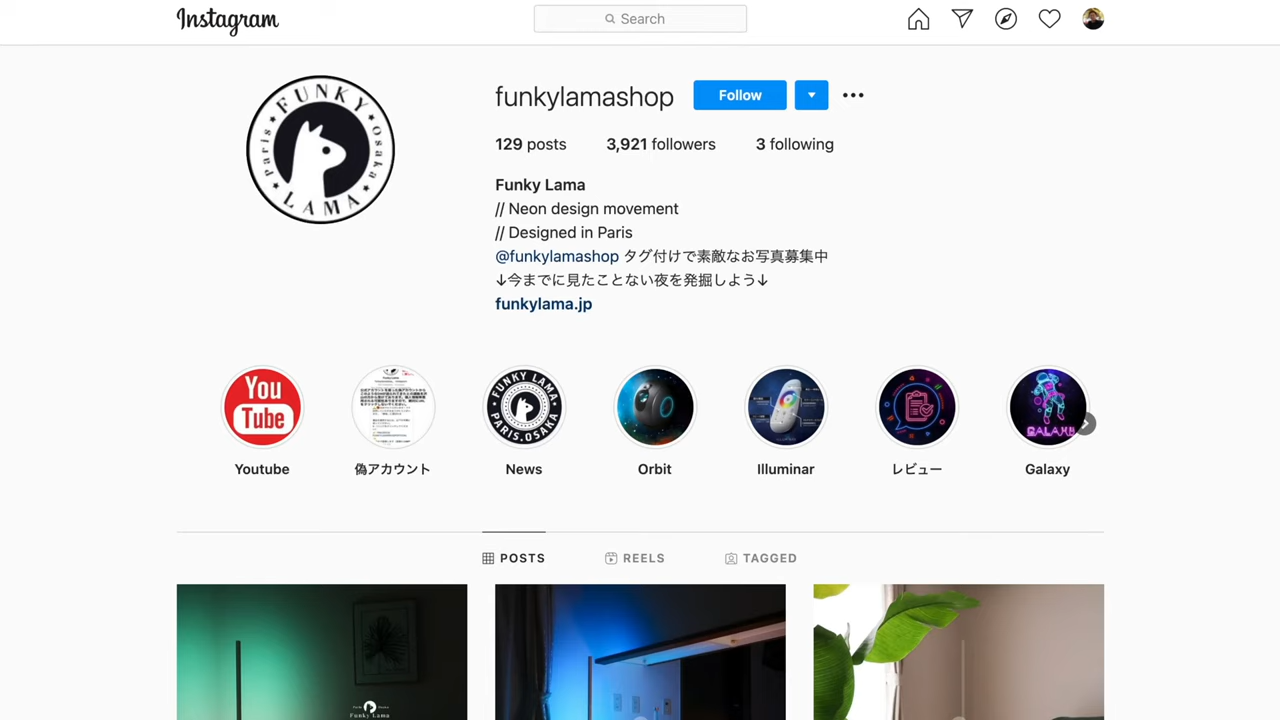 Instagram
Search
FUNKY
Paris
Osaka
LAMA
funkylamashop
Follow
129 posts 3,921 followers 3 following
Funky Lama
// Neon design movement
// Designed in Paris
@funkylamashop タグ付けで素敵なお写真募集中
↓今までに見たことない夜を発掘しよう↓
funkylama.jp
You
Tube
FUNKY LAMA
PARIS.OSAKA
GALAXY
Youtube 偽アカウント News Orbit Illuminar レビュー Galaxy
POSTS REELS TAGGED
Funky Lama